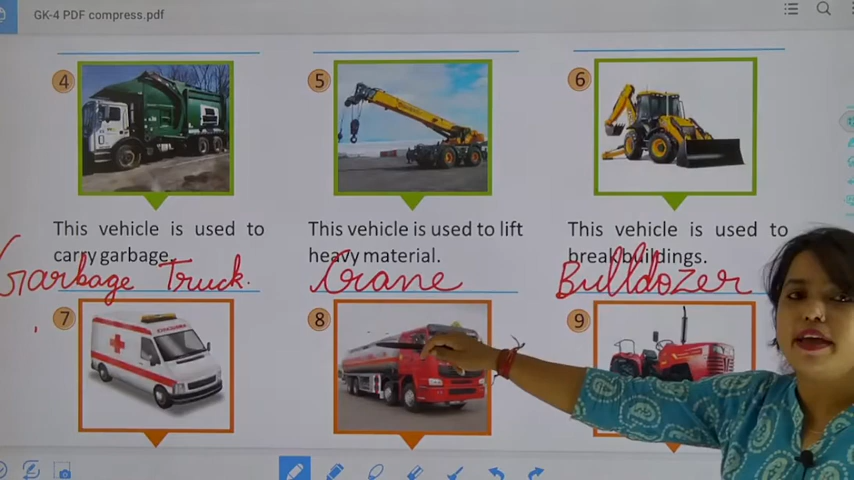 GK-4 PDF compress.pdf
4
5
6
This vehicle is used to
carry garbage.
This vehicle is used to lift
heavy material.
This vehicle is used to
break buildings.
Garbage Truck.
Crane
Bulldozer
7
8
9
AMBULANCE